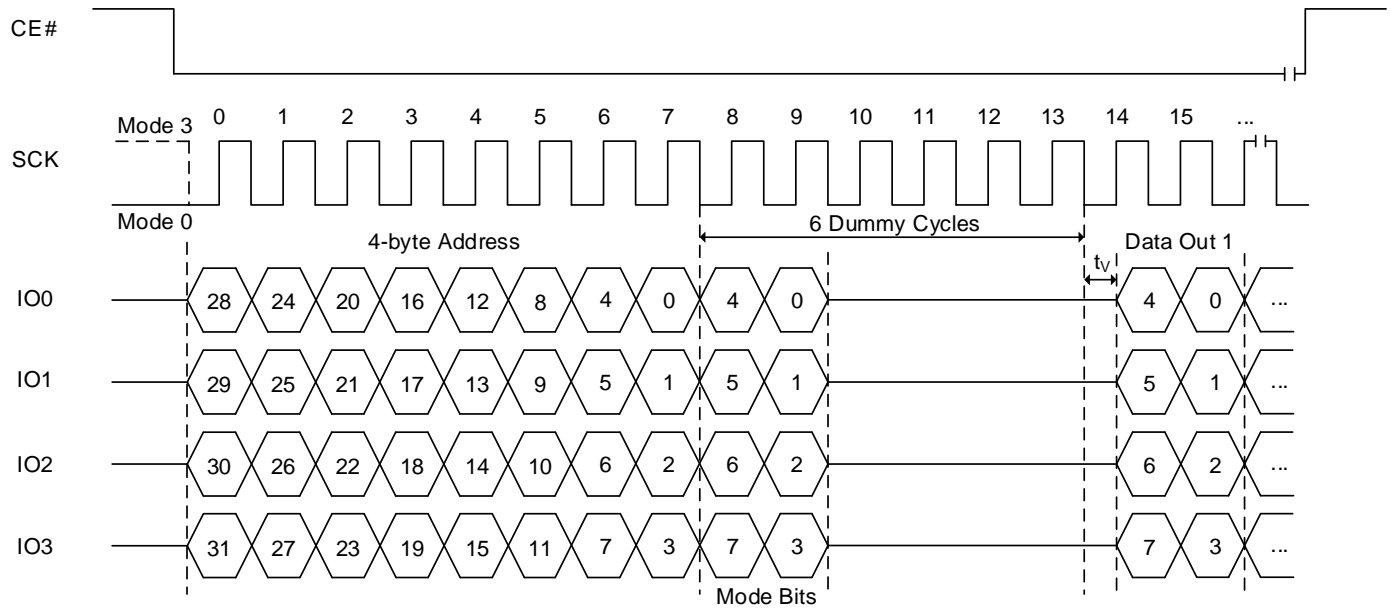 CE#
0 1 2 3 4 5 6 7 8 9 10 11 12 13 14 15 ...
Mode 3
SCK
Mode 0
6 Dummy Cycles
4-byte Address
Data Out 1
tV
IO0 28 24 20 16 12 8 4 0 4 0 4 0 ...
IO1 29 25 21 17 13 9 5 1 5 1 5 1 ...
IO2 30 26 22 18 14 10 6 2 6 2 6 2 ...
IO3 31 27 23 19 15 11 7 3 7 3 7 3 ...
Mode Bits